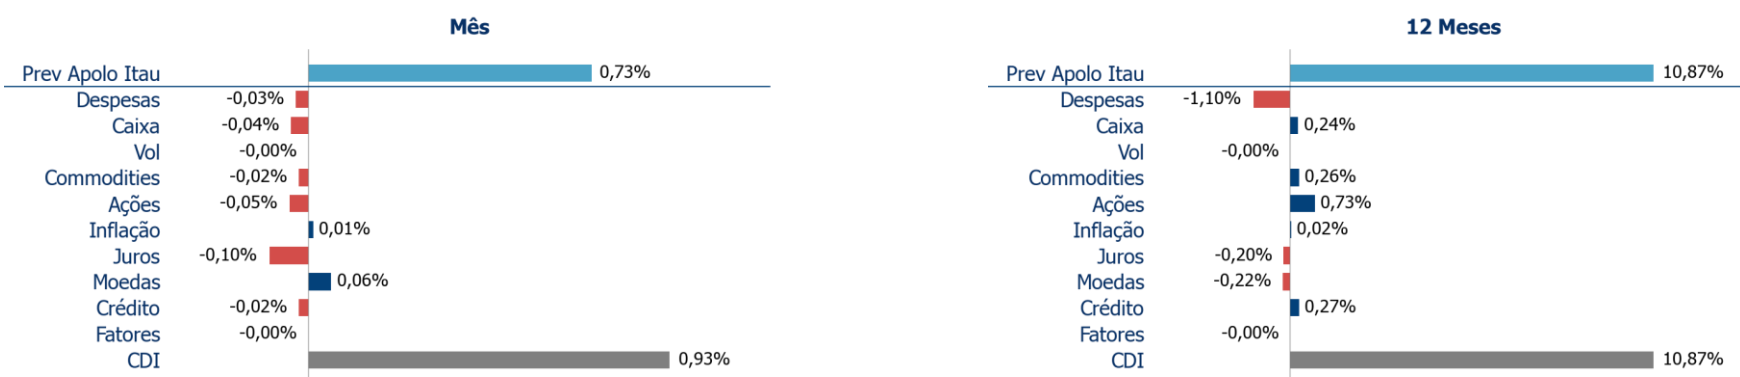 Mês
Prev Apolo Itau 0,73%
Despesas -0,03%
Caixa -0,04%
Vol -0,00%
Commodities -0,02%
Ações -0,05%
Inflação 0,01%
Juros -0,10%
Moedas 0,06%
Crédito -0,02%
Fatores -0,00%
CDI 0,93%
12 Meses
Prev Apolo Itau 10,87%
Despesas -1,10%
Caixa 0,24%
Vol -0,00%
Commodities 0,26%
Ações 0,73%
Inflação 0,02%
Juros -0,20%
Moedas -0,22%
Crédito 0,27%
Fatores -0,00%
CDI 10,87%